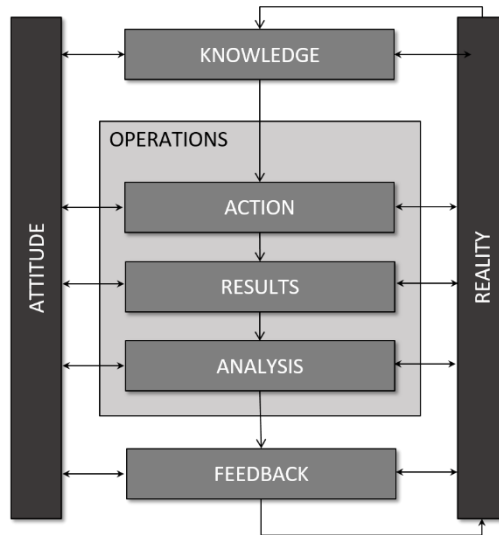 KNOWLEDGE
OPERATIONS
ACTION
RESULTS
ANALYSIS
FEEDBACK
ATTITUDE
REALITY